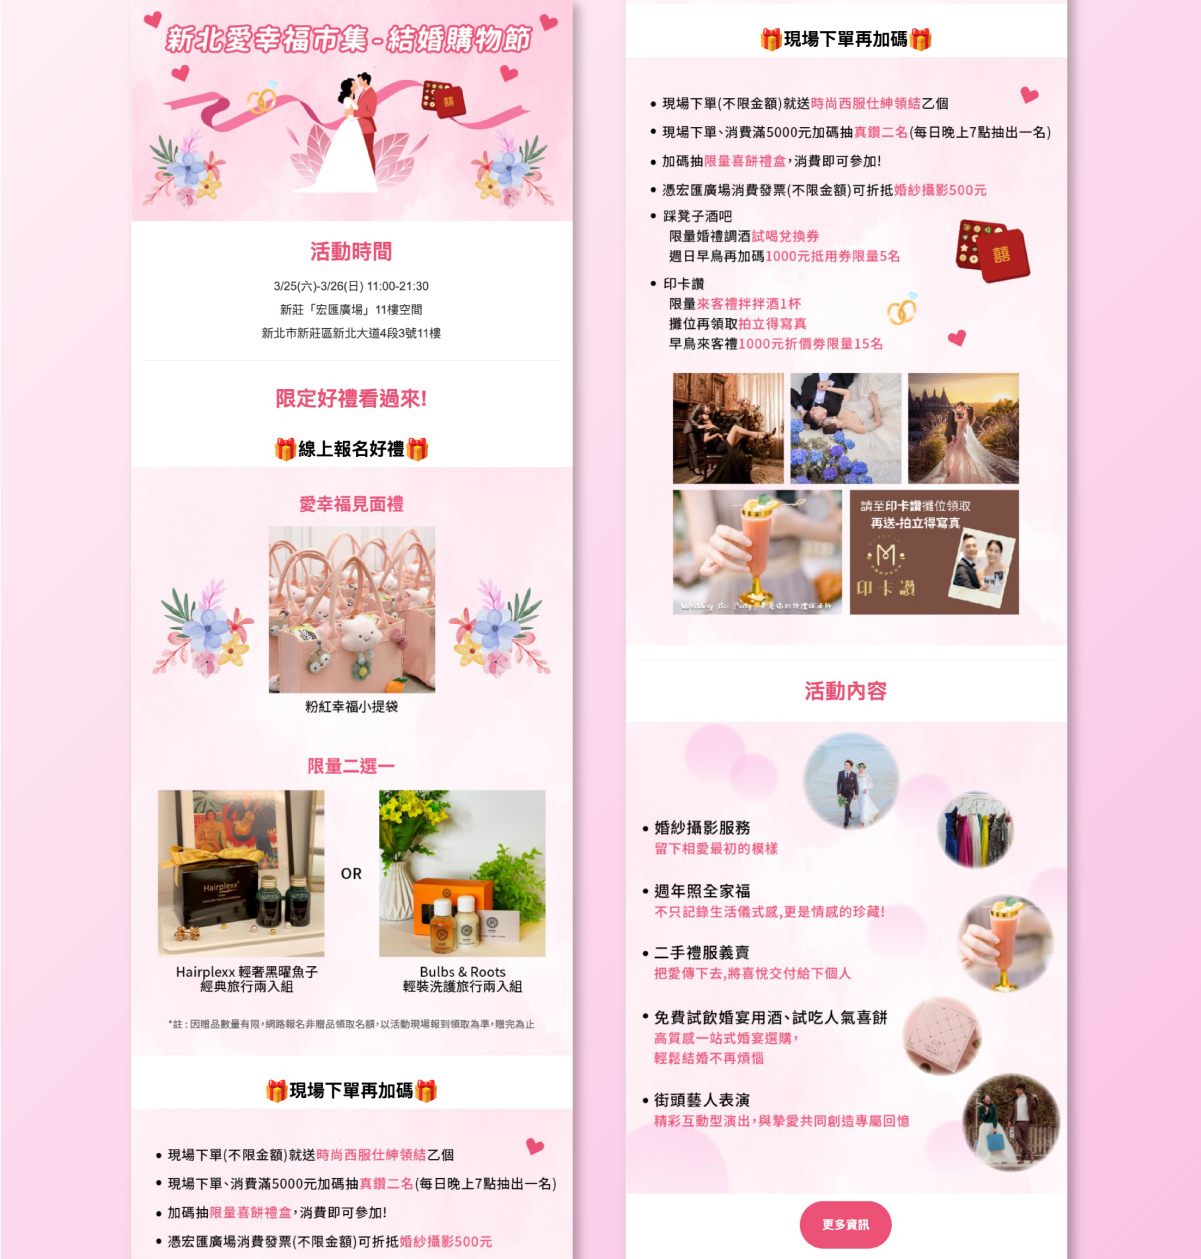 新北愛幸福市集-結婚購物節
囍
活動時間
3/25(六)-3/26(日) 11:00-21:30
新莊「宏匯廣場」11樓空間
新北市新莊區新北大道4段3號11樓
限定好禮看過來!
線上報名好禮
愛幸福見面禮
粉紅幸福小提袋
限量二選一
Hairplexx
OR
Hairplexx 輕奢黑曜魚子
經典旅行兩入組
Bulbs & Roots
輕裝洗護旅行兩入組
*註 : 因贈品數量有限,網路報名非贈品領取名額,以活動現場報到領取為準,贈完為止
現場下單再加碼
現場下單(不限金額)就送時尚西服仕紳領結乙個
現場下單、消費滿5000元加碼抽真鑽二名(每日晚上7點抽出一名)
加碼抽限量喜餅禮盒,消費即可參加!
憑宏匯廣場消費發票(不限金額)可折抵婚紗攝影500元
現場下單再加碼
現場下單(不限金額)就送時尚西服仕紳領結乙個
現場下單、消費滿5000元加碼抽真鑽二名(每日晚上7點抽出一名)
加碼抽限量喜餅禮盒,消費即可參加!
憑宏匯廣場消費發票(不限金額)可折抵婚紗攝影500元
踩凳子酒吧
限量婚禮調酒試喝兌換券
週日早鳥再加碼1000元抵用券限量5名
囍
印卡讚
限量來客禮拌拌酒1杯
攤位再領取拍立得寫真
早鳥來客禮1000元折價劵限量15名
請至印卡讚攤位領取
再送-拍立得寫真
M
印卡讚
Wedding Bar Party
活動內容
婚紗攝影服務
留下相愛最初的模樣
週年照全家福
不只記錄生活儀式感,更是情感的珍藏!
二手禮服義賣
把愛傳下去,將喜悅交付給下個人
免費試飲婚宴用酒、試吃人氣喜餅
高質感一站式婚宴選購,
輕鬆結婚不再煩惱
街頭藝人表演
精彩互動型演出,與摯愛共同創造專屬回憶
更多資訊